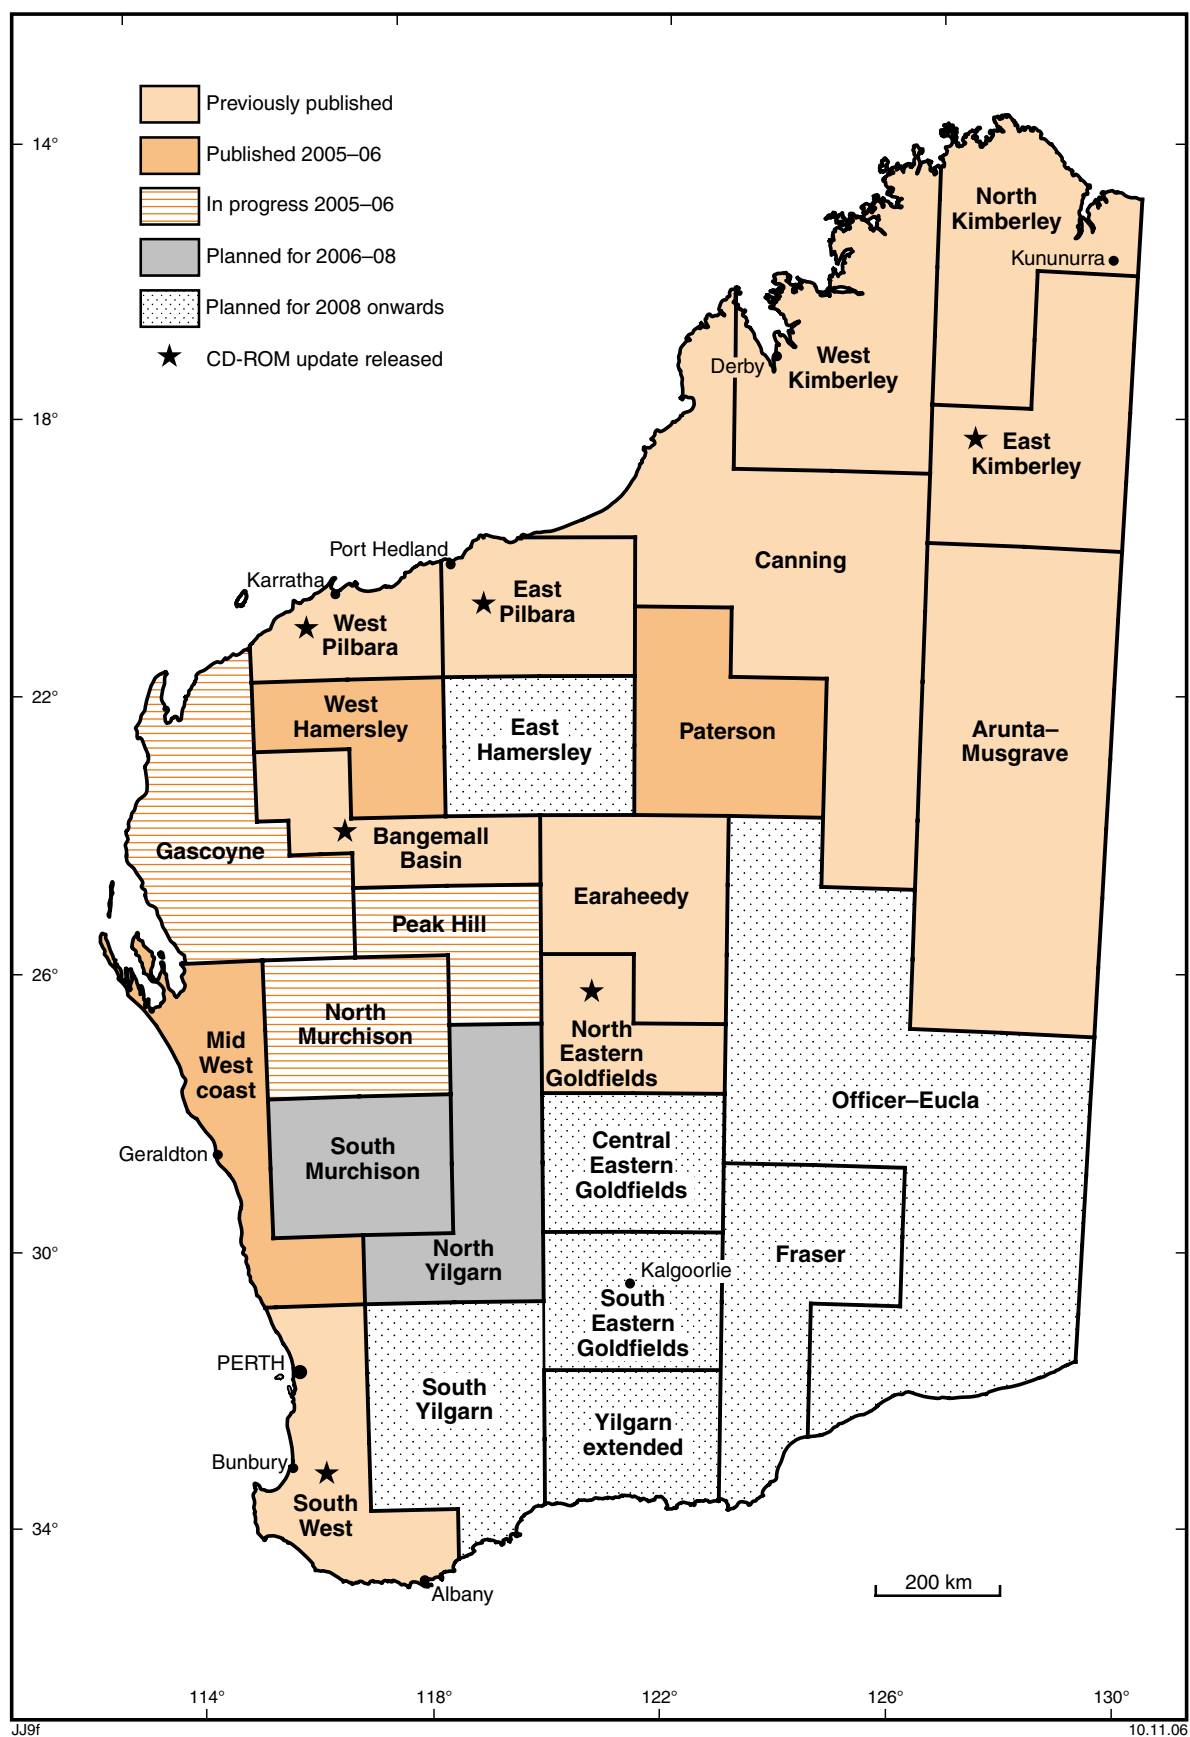 Previously published
Published 2005–06
In progress 2005–06
Planned for 2006–08
Planned for 2008 onwards
CD-ROM update released
14°
18°
22°
26°
30°
34°
North
Kimberley
Kununurra
West
Kimberley
Derby
East
Kimberley
Canning
Port Hedland
Karratha
East
Pilbara
West
Pilbara
West
Hamersley
East
Hamersley
Paterson
Arunta–
Musgrave
Bangemall
Basin
Gascoyne
Earaheedy
Peak Hill
North
Murchison
Mid
West
coast
North
Eastern
Goldfields
Officer–Eucla
Geraldton
South
Murchison
Central
Eastern
Goldfields
North
Yilgarn
Fraser
Kalgoorlie
South
Eastern
Goldfields
PERTH
South
Yilgarn
Yilgarn
extended
Bunbury
South
West
Albany
200 km
114°
118°
122°
126°
130°
JJ9f
10.11.06